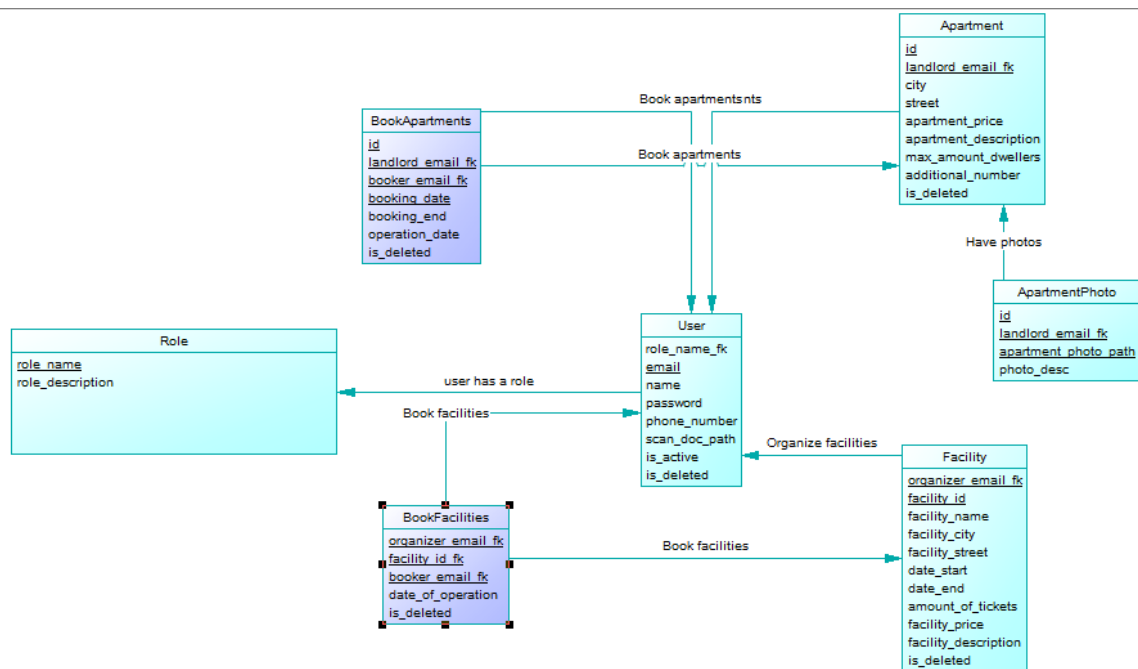 Apartment
id
landlord_email_fk
city
street
apartment_price
apartment_description
max_amount_dwellers
additional_number
is_deleted
Book apartmentsnts
BookApartments
id
landlord_email_fk
booker_email_fk
booking_date
booking_end
operation_date
is_deleted
Book apartments
Have photos
ApartmentPhoto
id
landlord_email_fk
apartment_photo_path
photo_desc
Role
role_name
role_description
User
role_name_fk
email
name
password
phone_number
scan_doc_path
is_active
is_deleted
user has a role
Book facilities
Organize facilities
Facility
organizer_email_fk
facility_id
facility_name
facility_city
facility_street
date_start
date_end
amount_of_tickets
facility_price
facility_description
is_deleted
BookFacilities
organizer_email_fk
facility_id_fk
booker_email_fk
date_of_operation
is_deleted
Book facilities